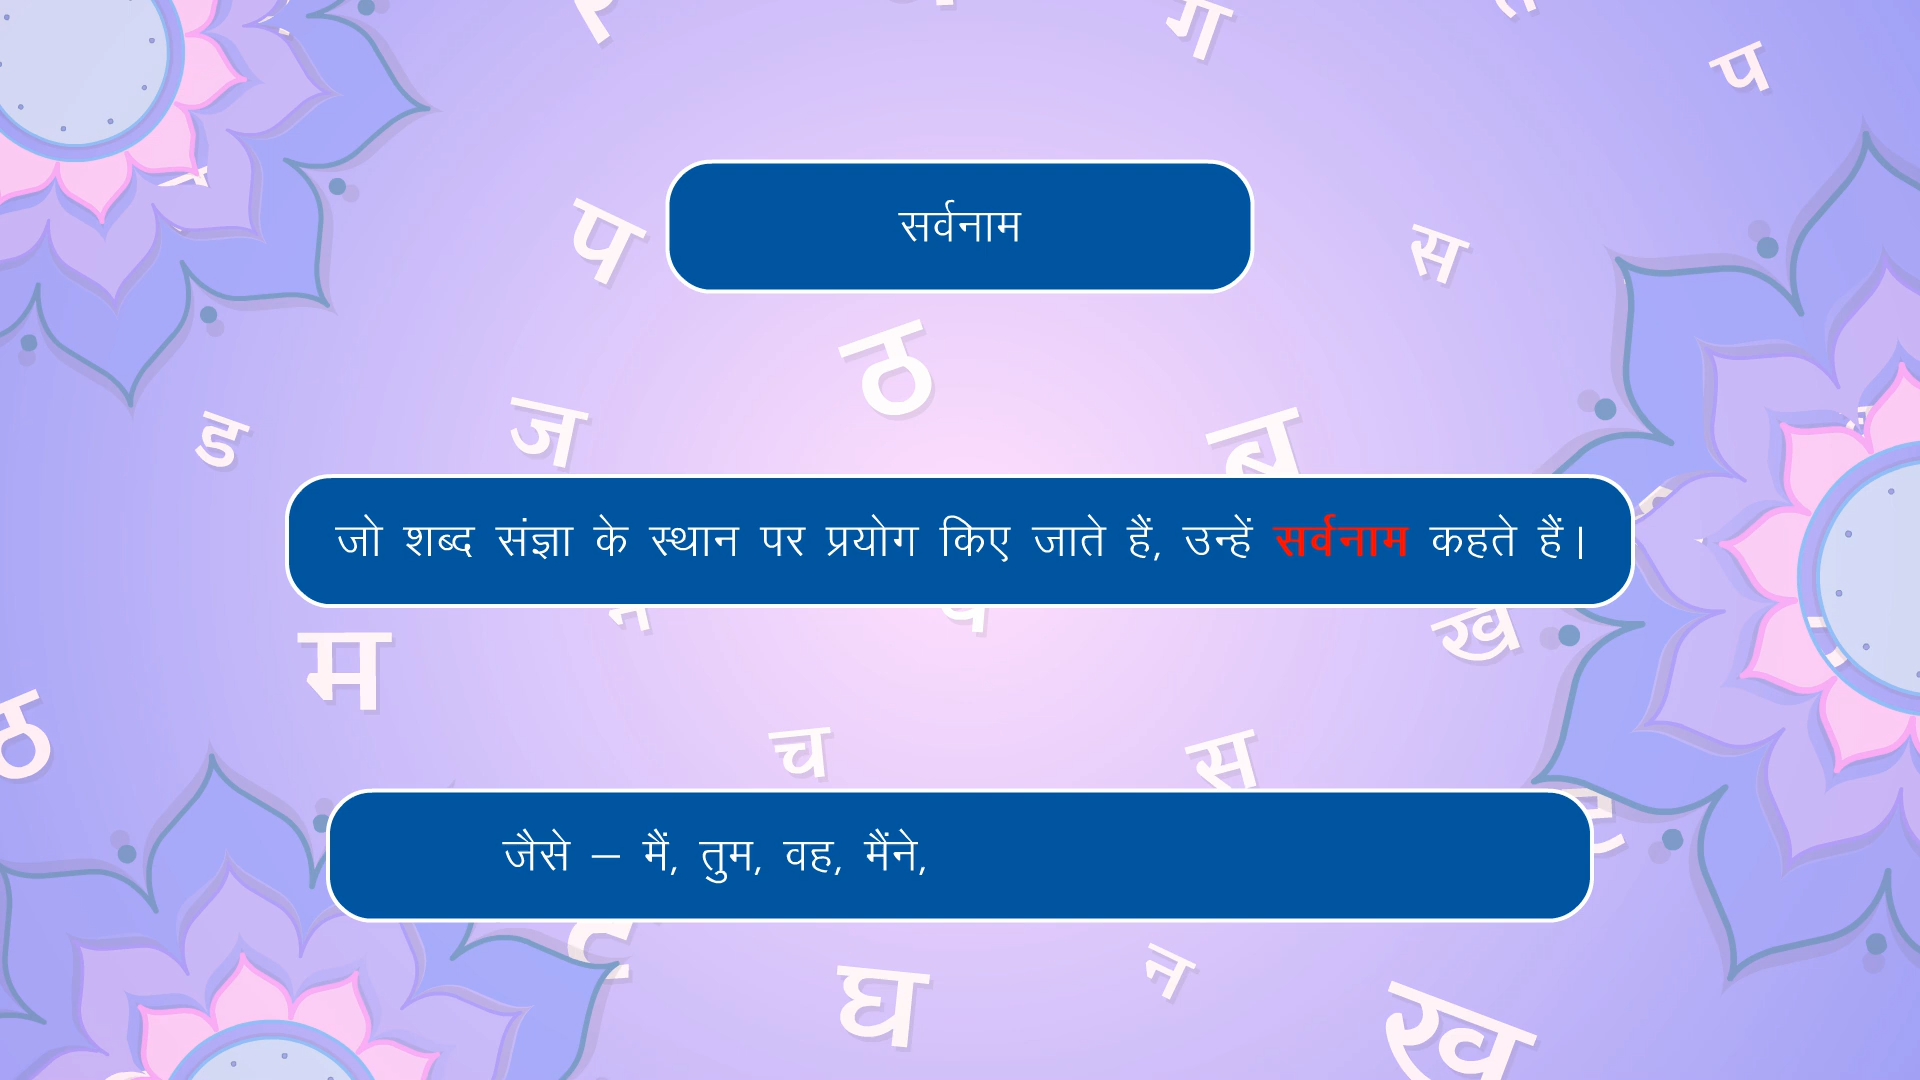 सर्वनाम
जो शब्द संज्ञा के स्थान पर प्रयोग किए जाते हैं, उन्हें सर्वनाम कहते हैं।
जैसे – मैं, तुम, वह, मैंने,